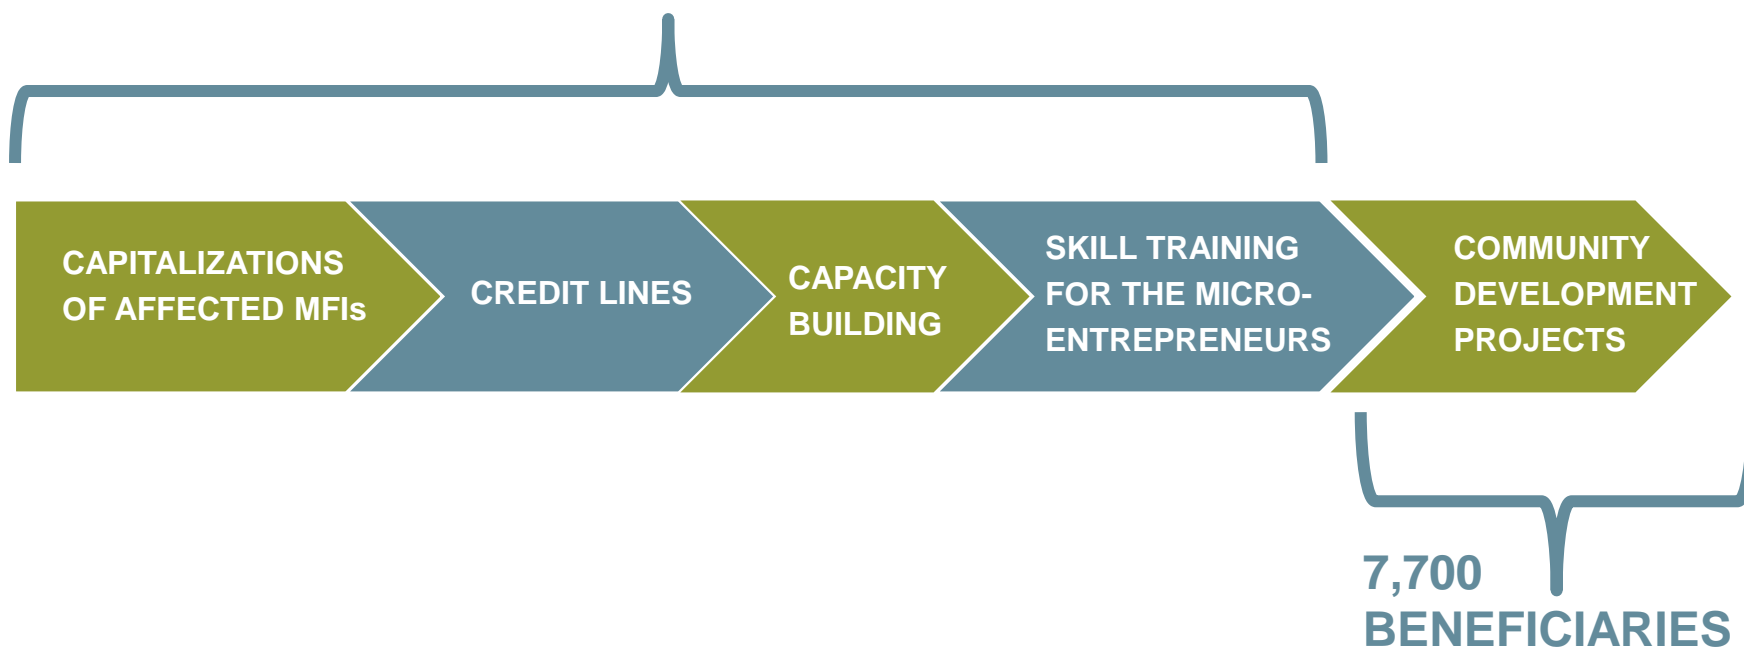 CAPITALIZATIONS
OF AFFECTED MFIs
CREDIT LINES
CAPACITY
BUILDING
SKILL TRAINING
FOR THE MICRO-
ENTREPRENEURS
COMMUNITY
DEVELOPMENT
PROJECTS
7,700
BENEFICIARIES